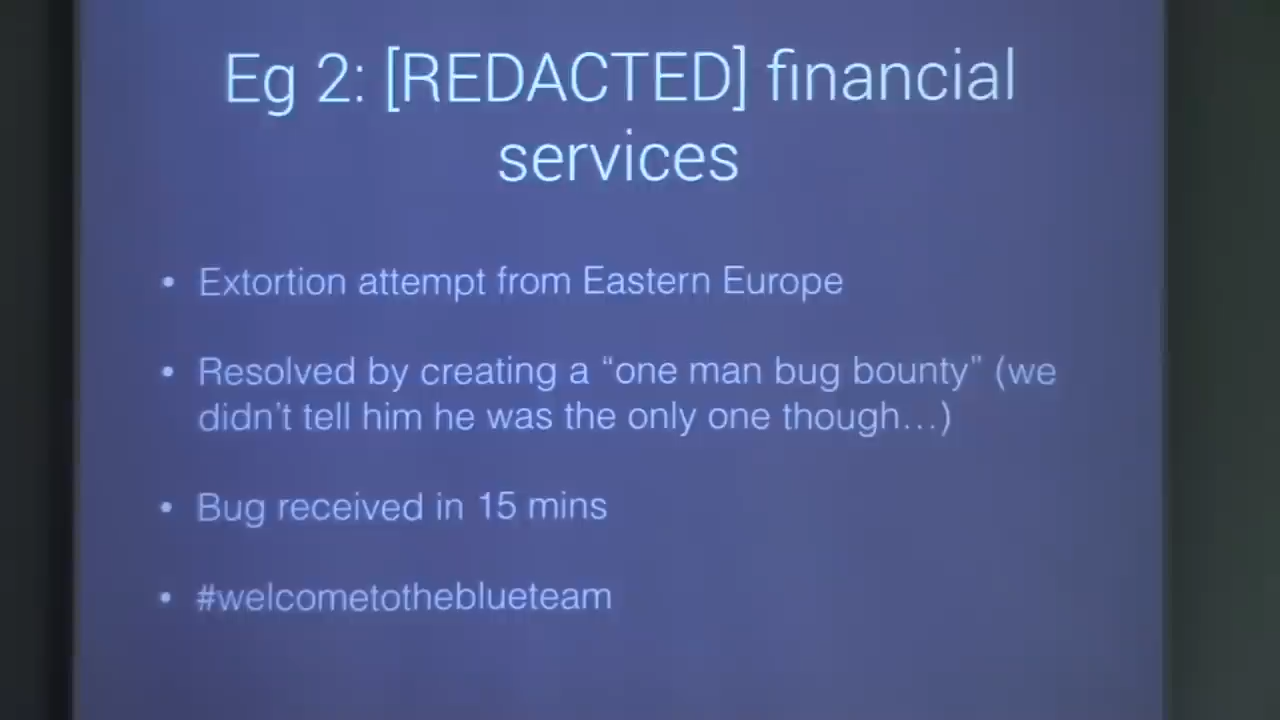 Eg 2: [REDACTED] financial
services
• Extortion attempt from Eastern Europe
• Resolved by creating a “one man bug bounty” (we
didn’t tell him he was the only one though…)
• Bug received in 15 mins
• #welcometotheblueteam